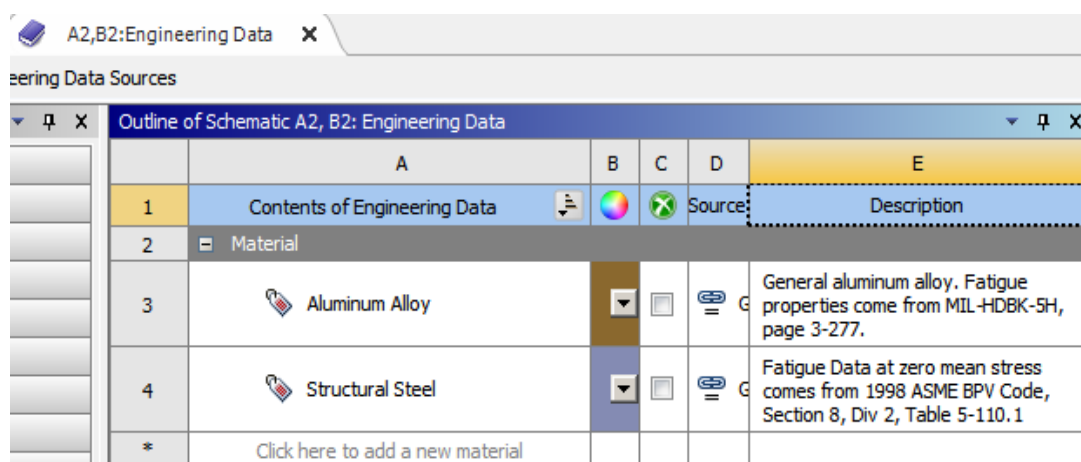 A2,B2:Engineering Data
eering Data Sources
Outline of Schematic A2, B2: Engineering Data
A B C D E
1 Contents of Engineering Data Source Description
2 Material
3 Aluminum Alloy G General aluminum alloy. Fatigue
properties come from MIL-HDBK-5H,
page 3-277.
4 Structural Steel G Fatigue Data at zero mean stress
comes from 1998 ASME BPV Code,
Section 8, Div 2, Table 5-110.1
* Click here to add a new material